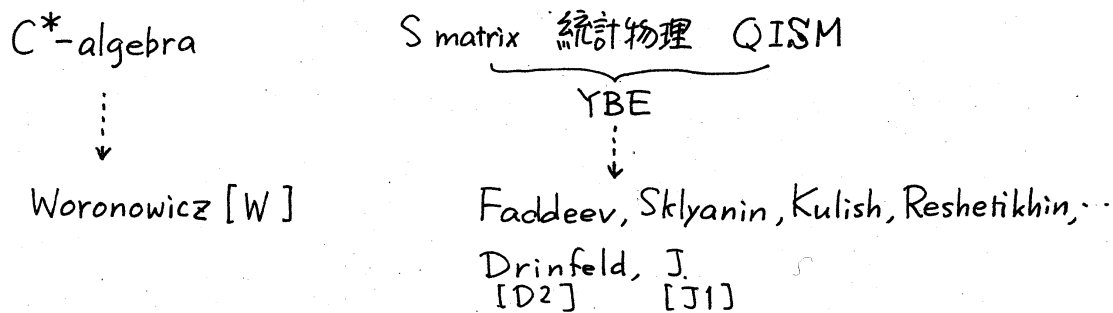 C*-algebra S matrix 統計物理 QISM
YBE
Woronowicz [W] Faddeev, Sklyanin, Kulish, Reshetikhin, ...
Drinfeld, J.
[D2] [J1]